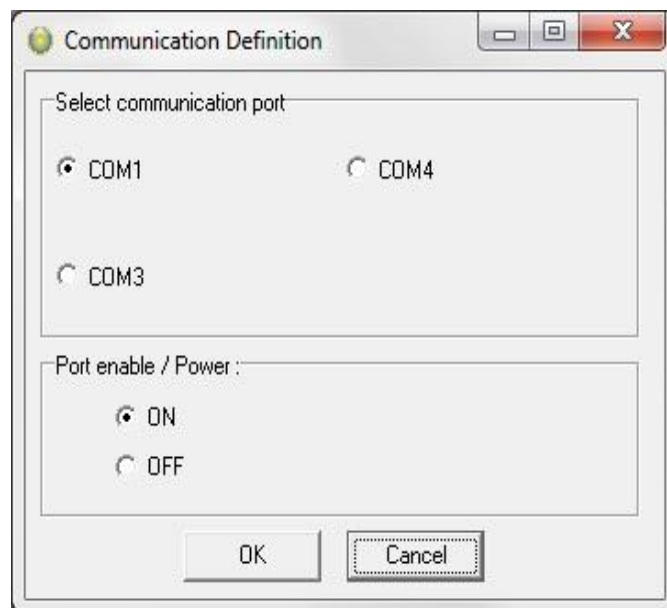 Communication Definition
Select communication port
COM1 COM4
COM3
Port enable / Power :
ON
OFF
OK Cancel